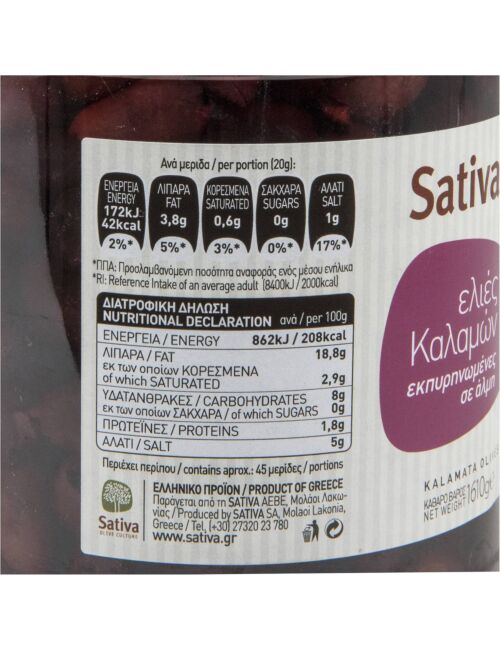 Ανά μερίδα / per portion (20g):
ΕΝΕΡΓΕΙΑ
ENERGY
172kJ
42kcal
2%*
ΛΙΠΑΡΑ
FAT
3,8g
5%*
ΚΟΡΕΣΜΕΝΑ
SATURATED
0,6g
3%*
ΣΑΚΧΑΡΑ
SUGARS
0g
0%*
ΑΛΑΤΙ
SALT
1g
17%*
*ΠΠΑ: Προσλαμβανόμενη ποσότητα αναφοράς ενός μέσου ενήλικα
*RI: Reference Intake of an average adult (8400kJ / 2000kcal)
ΔΙΑΤΡΟΦΙΚΗ ΔΗΛΩΣΗ
NUTRITIONAL DECLARATION ανά / per 100g
ΕΝΕΡΓΕΙΑ / ENERGY 862kJ / 208kcal
ΛΙΠΑΡΑ / FAT 18,8g
εκ των οποίων ΚΟΡΕΣΜΕΝΑ
of which SATURATED 2,9g
ΥΔΑΤΑΝΘΡΑΚΕΣ / CARBOHYDRATES 8g
εκ των οποίων ΣΑΚΧΑΡΑ / of which SUGARS 0g
ΠΡΩΤΕΪΝΕΣ / PROTEINS 1,8g
ΑΛΑΤΙ / SALT 5g
Περιέχει περίπου / contains aprox.: 45 μερίδες / portions
Sativa
OLIVE CULTURE
ΕΛΛΗΝΙΚΟ ΠΡΟΪΟΝ / PRODUCT OF GREECE
Παράγεται από τη SATIVA ΑΕΒΕ, Μολάοι Λακω-
νίας /Produced by SATIVA SA, Molaoi Lakonia,
Greece / Tel. (+30) 27320 23 780
www.sativa.gr
Sativa
ελιές
Καλαμών
εκπυρηνωμένες
σε άλμη
KALAMATA OLIVES
ΚΑΘΑΡΟ ΒΑΡΟΣ
NET WEIGHT 1610g